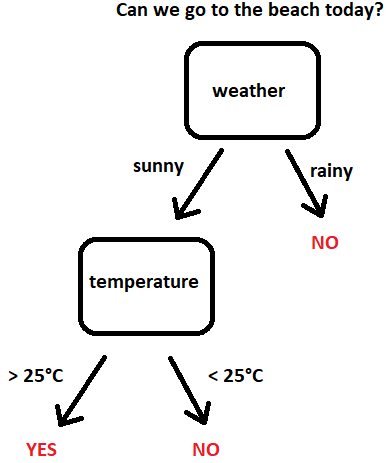 Can we go to the beach today?
weather
sunny
rainy
NO
temperature
> 25°C
< 25°C
YES
NO